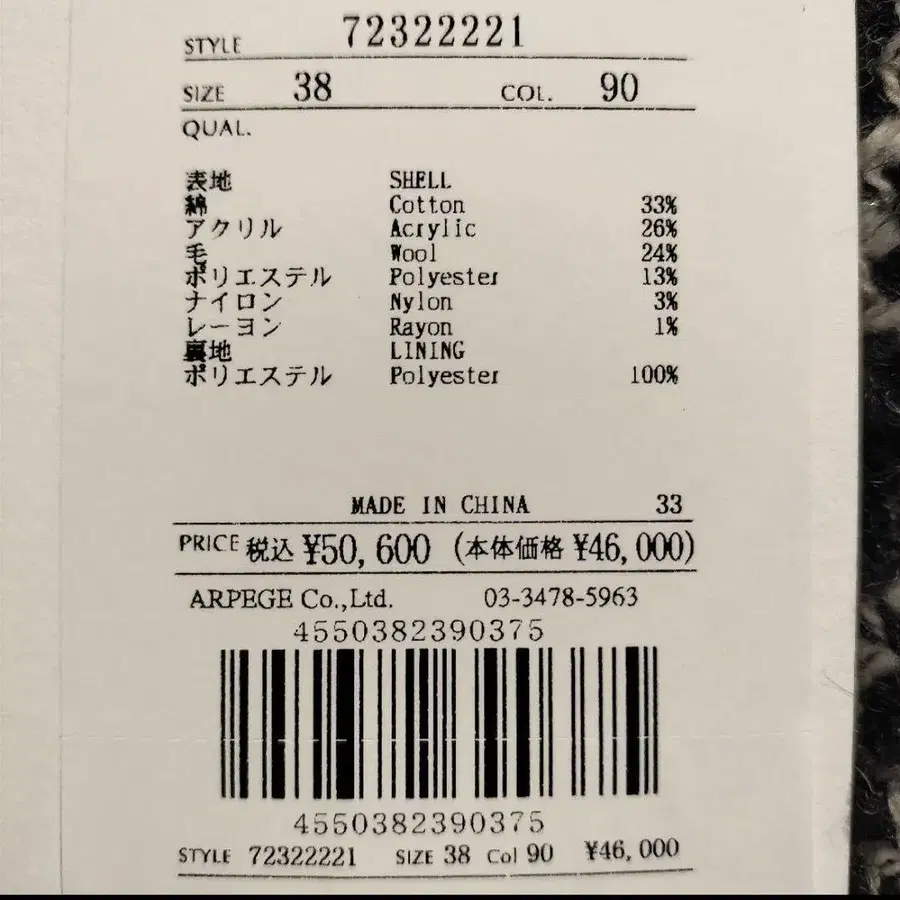 STYLE 72322221
SIZE 38 COL. 90
QUAL.
表地 SHELL
綿 Cotton 33%
アクリル Acrylic 26%
毛 Wool 24%
ポリエステル Polyester 13%
ナイロン Nylon 3%
レーヨン Rayon 1%
裏地 LINING
ポリエステル Polyester 100%
MADE IN CHINA 33
PRICE 税込 ¥50,600 (本体価格 ¥46,000)
ARPEGE Co.,Ltd. 03-3478-5963
4550382390375
4550382390375
STYLE 72322221 SIZE 38 Col 90 ¥46,000